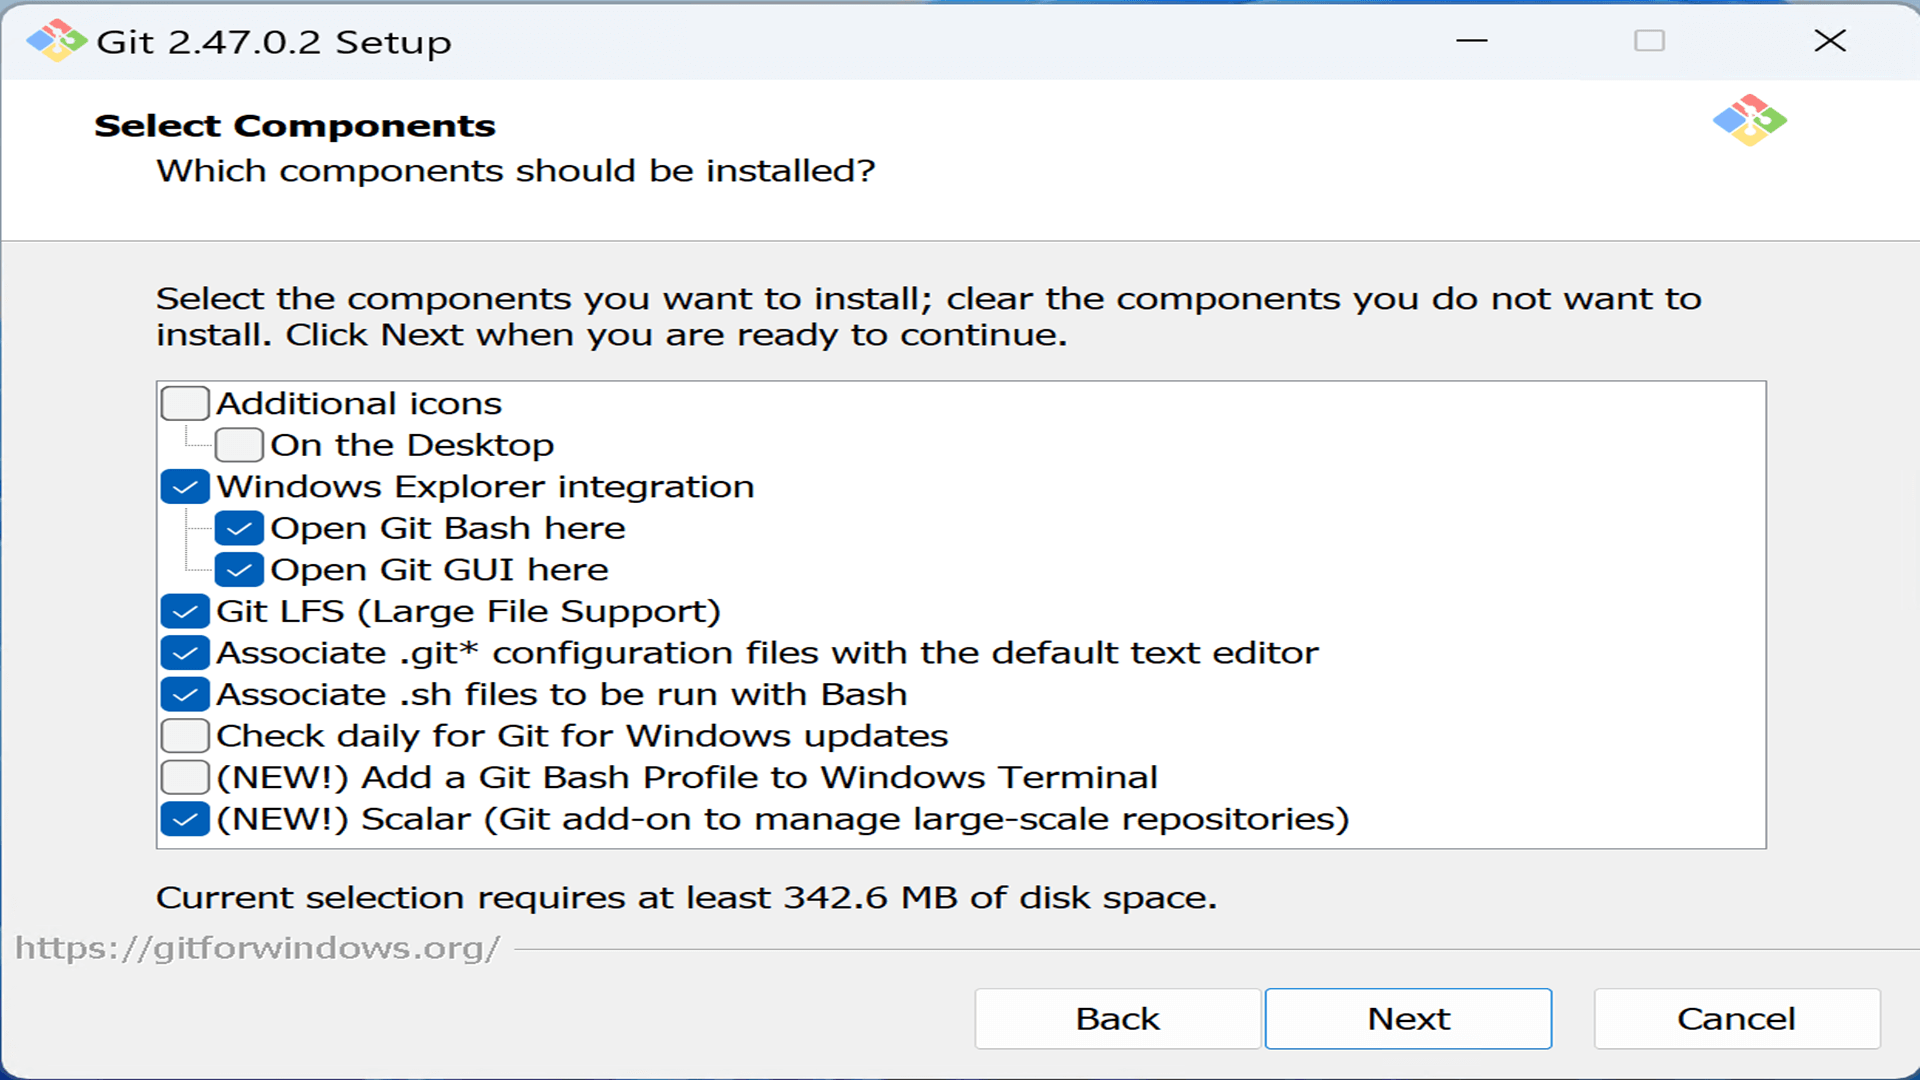 Git 2.47.0.2 Setup
Select Components
Which components should be installed?
Select the components you want to install; clear the components you do not want to
install. Click Next when you are ready to continue.
Additional icons
On the Desktop
Windows Explorer integration
Open Git Bash here
Open Git GUI here
Git LFS (Large File Support)
Associate .git* configuration files with the default text editor
Associate .sh files to be run with Bash
Check daily for Git for Windows updates
(NEW!) Add a Git Bash Profile to Windows Terminal
(NEW!) Scalar (Git add-on to manage large-scale repositories)
Current selection requires at least 342.6 MB of disk space.
https://gitforwindows.org/
Back Next Cancel